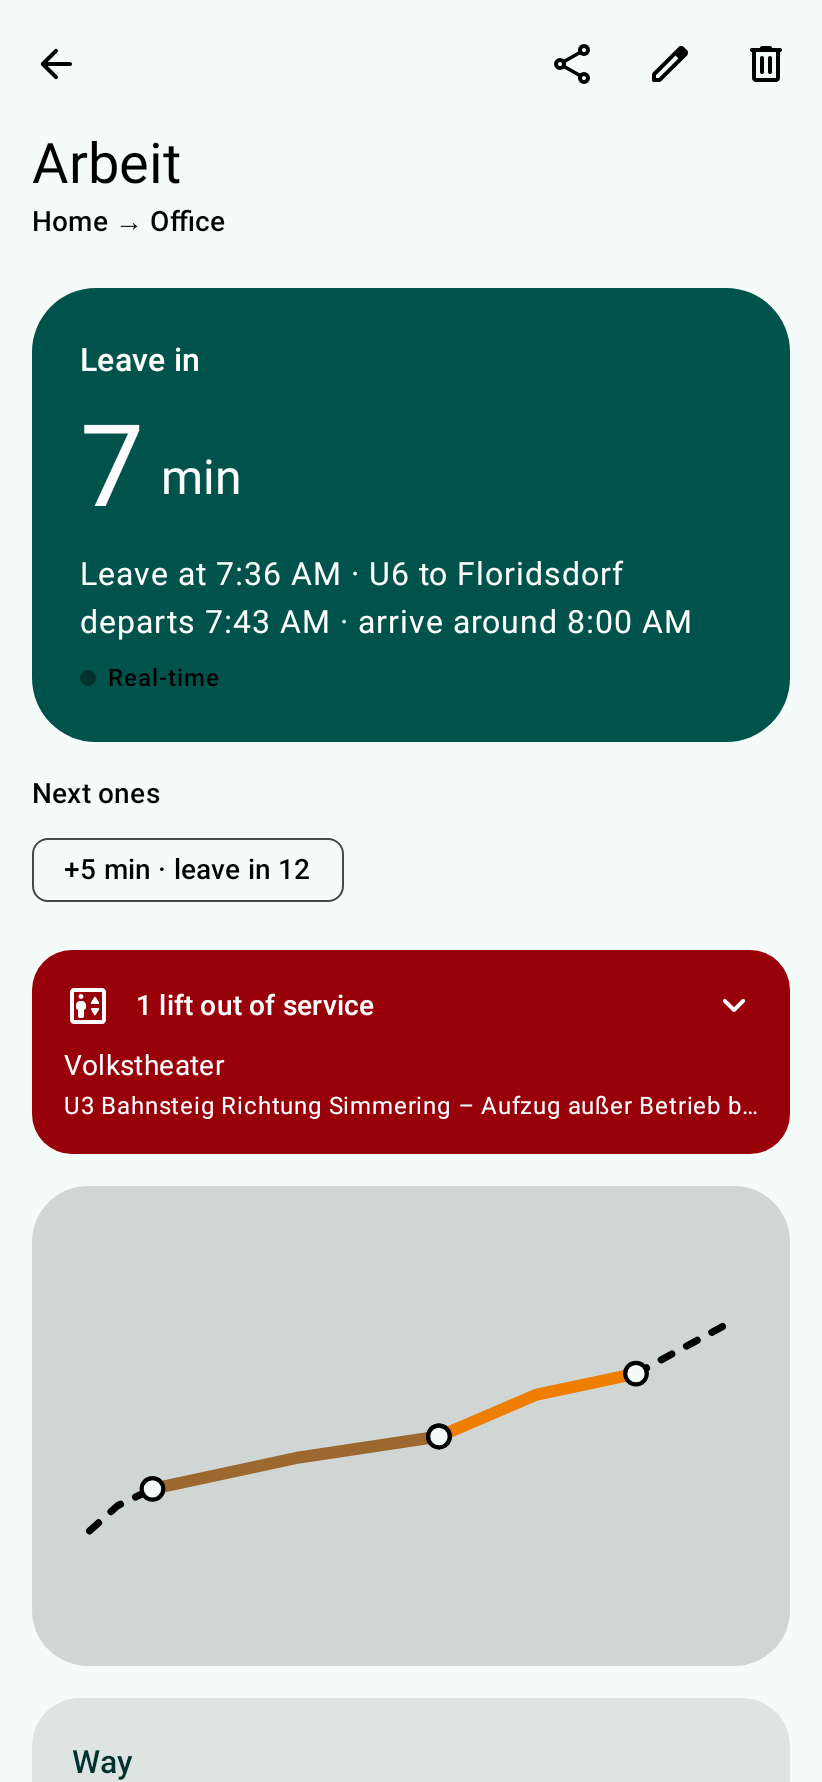 Arbeit
Home → Office
Leave in
7 min
Leave at 7:36 AM · U6 to Floridsdorf
departs 7:43 AM · arrive around 8:00 AM
Real-time
Next ones
+5 min · leave in 12
1 lift out of service
Volkstheater
U3 Bahnsteig Richtung Simmering – Aufzug außer Betrieb b…
Way